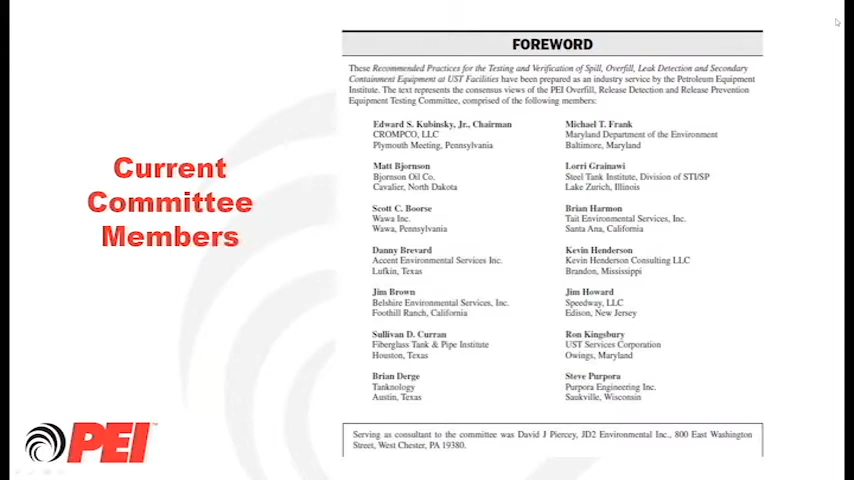 Current
Committee
Members
FOREWORD
These Recommended Practices for the Testing and Verification of Spill, Overfill, Leak Detection and Secondary
Containment Equipment at UST Facilities have been prepared as an industry service by the Petroleum Equipment
Institute. The text represents the consensus views of the PEI Overfill, Release Detection and Release Prevention
Equipment Testing Committee, comprised of the following members:
Edward S. Kubinsky, Jr., Chairman
CROMPCO, LLC
Plymouth Meeting, Pennsylvania
Matt Bjornson
Bjornson Oil Co.
Cavalier, North Dakota
Scott C. Boorse
Wawa Inc.
Wawa, Pennsylvania
Danny Brevard
Accent Environmental Services Inc.
Lufkin, Texas
Jim Brown
Belshire Environmental Services, Inc.
Foothill Ranch, California
Sullivan D. Curran
Fiberglass Tank & Pipe Institute
Houston, Texas
Brian Derge
Tanknology
Austin, Texas
Michael T. Frank
Maryland Department of the Environment
Baltimore, Maryland
Lorri Grainawi
Steel Tank Institute, Division of STI/SP
Lake Zurich, Illinois
Brian Harmon
Tait Environmental Services, Inc.
Santa Ana, California
Kevin Henderson
Kevin Henderson Consulting LLC
Brandon, Mississippi
Jim Howard
Speedway, LLC
Edison, New Jersey
Ron Kingsbury
UST Services Corporation
Owings, Maryland
Steve Purpora
Purpora Engineering Inc.
Saukville, Wisconsin
Serving as consultant to the committee was David J Piercey, JD2 Environmental Inc., 800 East Washington
Street, West Chester, PA 19380.
PEI